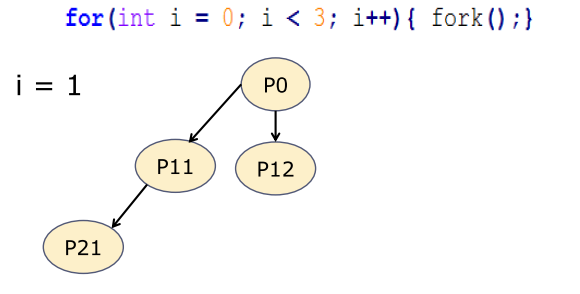 for(int i = 0; i < 3; i++){ fork();}
i = 1
P0
P11
P12
P21